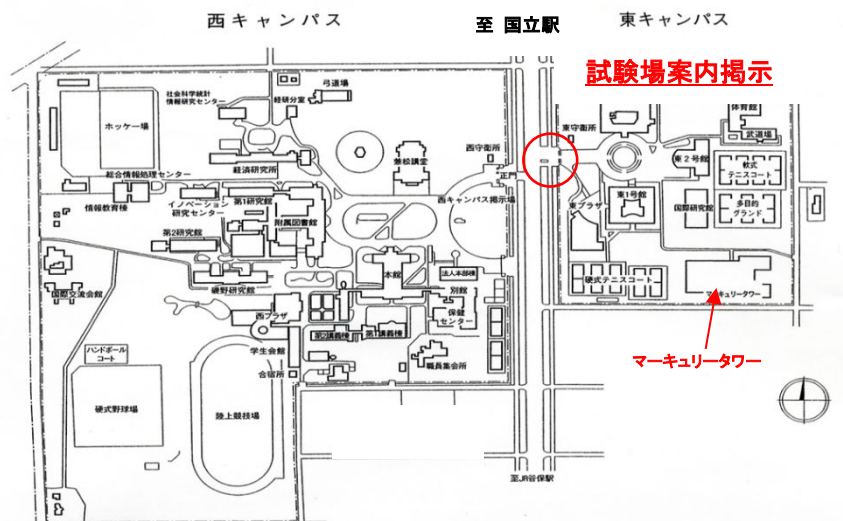 西キャンパス
至 国立駅
東キャンパス
試験場案内掲示
社会科学統計
情報研究センター
弓道場
経研分室
ホッケー場
兼松講堂
西守衛所
東守衛所
体育館
武道場
経済研究所
正門
東2号館
軟式
テニスコート
総合情報処理センター
情報教育棟
イノベーション
研究センター
第1研究館
附属図書館
西キャンパス掲示場
東プラザ
東1号館
国際研究館
多目的
グランド
第2研究館
本館
法人本部棟
国際交流会館
磯野研究館
別館
硬式テニスコート
マーキュリータワー
西プラザ
保健
センター
第2講義棟
第1講義棟
ハンドボール
コート
学生会館
職員集会所
マーキュリータワー
合宿所
硬式野球場
陸上競技場
至JR谷保駅